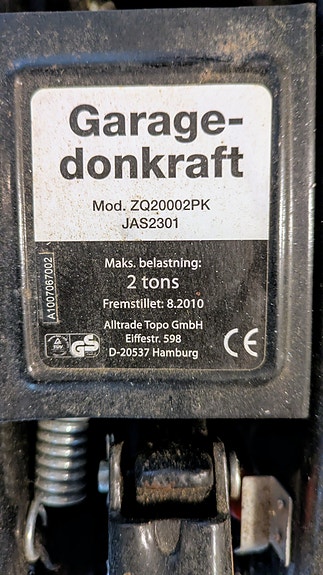 Garage-
donkraft
Mod. ZQ20002PK
JAS2301
Maks. belastning:
2 tons
Fremstillet: 8.2010
Alltrade Topo GmbH
Eiffestr. 598
D-20537 Hamburg
A1007067002
GS
CE